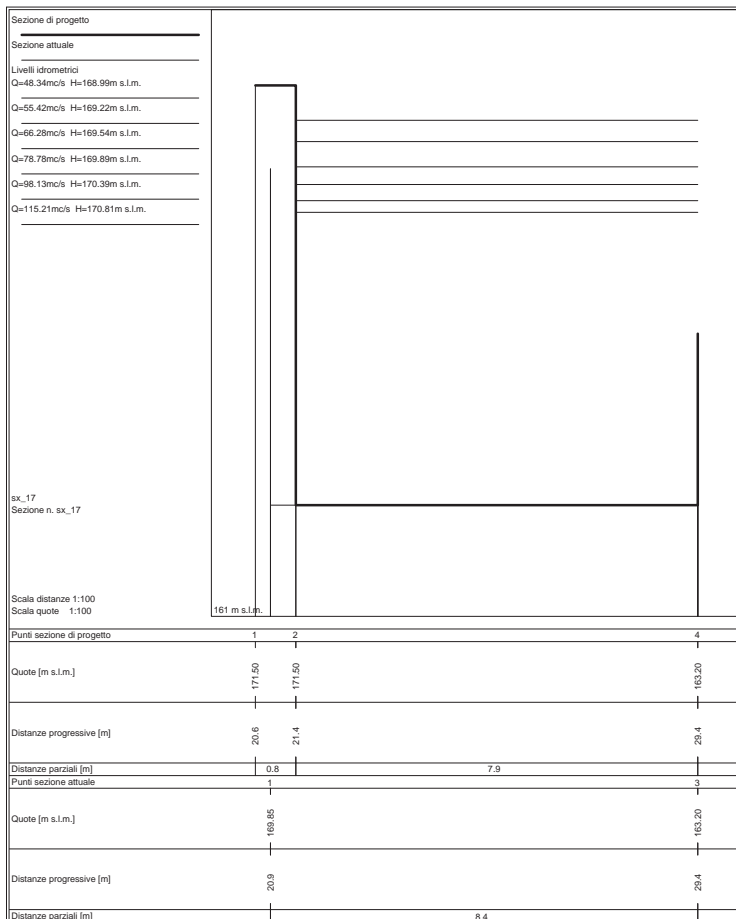 Sezione di progetto
Sezione attuale
Livelli idrometrici
Q=48.34mc/s H=168.99m s.l.m.
Q=55.42mc/s H=169.22m s.l.m.
Q=66.28mc/s H=169.54m s.l.m.
Q=78.78mc/s H=169.89m s.l.m.
Q=98.13mc/s H=170.39m s.l.m.
Q=115.21mc/s H=170.81m s.l.m.
sx_17
Sezione n. sx_17
Scala distanze 1:100
Scala quote 1:100
161 m s.l.m.
Punti sezione di progetto 1 2 4
Quote [m s.l.m.] 171.50 171.50 163.20
Distanze progressive [m] 20.6 21.4 29.4
Distanze parziali [m] 0.8 7.9
Punti sezione attuale 1 3
Quote [m s.l.m.] 169.85 163.20
Distanze progressive [m] 20.9 29.4
Distanze parziali [m] 8.4